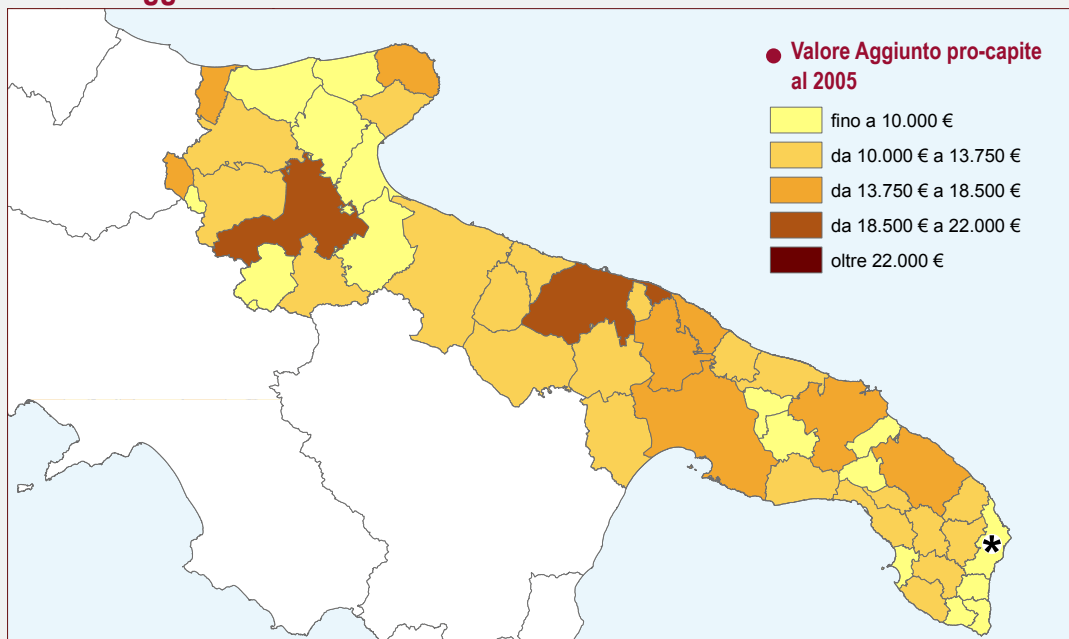 Valore Aggiunto pro-capite
al 2005
fino a 10.000 €
da 10.000 € a 13.750 €
da 13.750 € a 18.500 €
da 18.500 € a 22.000 €
oltre 22.000 €
*